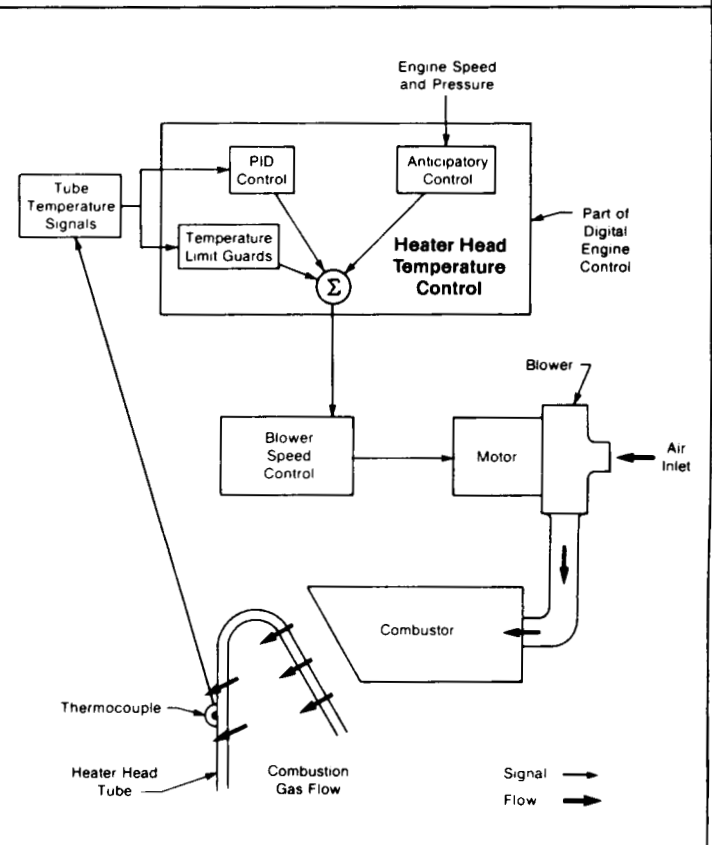 Engine Speed
and Pressure
PID
Control
Anticipatory
Control
Tube
Temperature
Signals
Temperature
Limit Guards
Heater Head
Temperature
Control
Part of
Digital
Engine
Control
Σ
Blower
Blower
Speed
Control
Motor
Air
Inlet
Combustor
Thermocouple
Heater Head
Tube
Combustion
Gas Flow
Signal
Flow